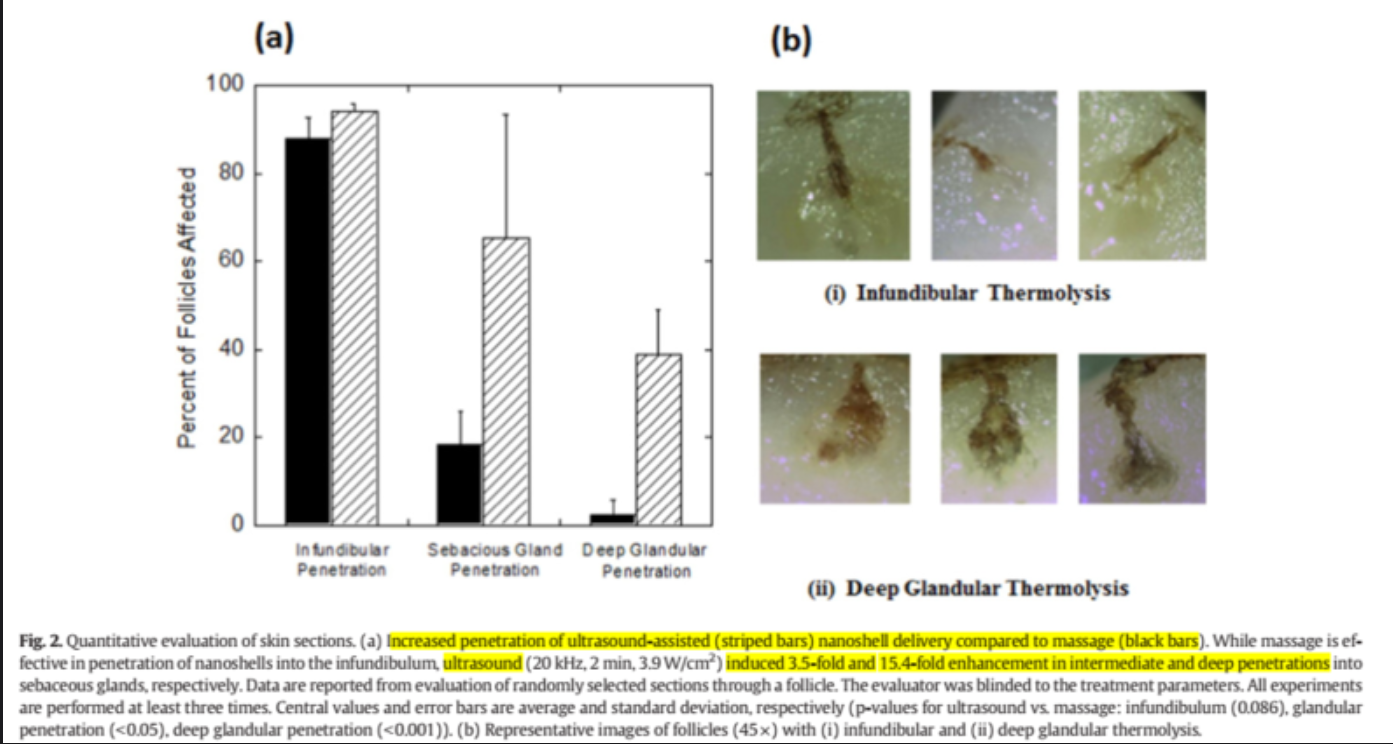 (a)
(b)
100
80
60
40
20
0
Percent of Follicles Affected
Infundibular
Penetration
Sebacious Gland
Penetration
Deep Glandular
Penetration
(i) Infundibular Thermolysis
(ii) Deep Glandular Thermolysis
Fig. 2. Quantitative evaluation of skin sections. (a) Increased penetration of ultrasound-assisted (striped bars) nanoshell delivery compared to massage (black bars). While massage is ef-
fective in penetration of nanoshells into the infundibulum, ultrasound (20 kHz, 2 min, 3.9 W/cm²) induced 3.5-fold and 15.4-fold enhancement in intermediate and deep penetrations into
sebaceous glands, respectively. Data are reported from evaluation of randomly selected sections through a follicle. The evaluator was blinded to the treatment parameters. All experiments
are performed at least three times. Central values and error bars are average and standard deviation, respectively (p-values for ultrasound vs. massage: infundibulum (0.086), glandular
penetration (<0.05), deep glandular penetration (<0.001)). (b) Representative images of follicles (45×) with (i) infundibular and (ii) deep glandular thermolysis.